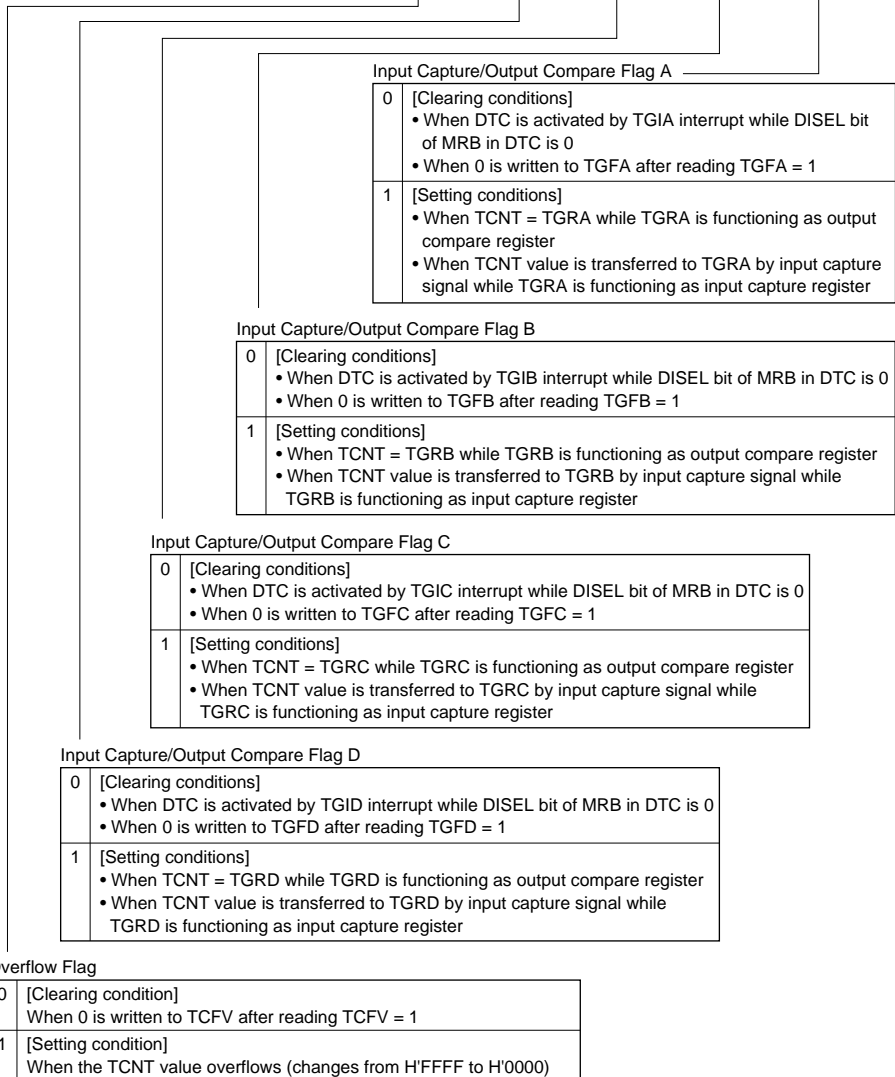 Input Capture/Output Compare Flag A
0 [Clearing conditions]
• When DTC is activated by TGIA interrupt while DISEL bit
of MRB in DTC is 0
• When 0 is written to TGFA after reading TGFA = 1
1 [Setting conditions]
• When TCNT = TGRA while TGRA is functioning as output
compare register
• When TCNT value is transferred to TGRA by input capture
signal while TGRA is functioning as input capture register
Input Capture/Output Compare Flag B
0 [Clearing conditions]
• When DTC is activated by TGIB interrupt while DISEL bit of MRB in DTC is 0
• When 0 is written to TGFB after reading TGFB = 1
1 [Setting conditions]
• When TCNT = TGRB while TGRB is functioning as output compare register
• When TCNT value is transferred to TGRB by input capture signal while
TGRB is functioning as input capture register
Input Capture/Output Compare Flag C
0 [Clearing conditions]
• When DTC is activated by TGIC interrupt while DISEL bit of MRB in DTC is 0
• When 0 is written to TGFC after reading TGFC = 1
1 [Setting conditions]
• When TCNT = TGRC while TGRC is functioning as output compare register
• When TCNT value is transferred to TGRC by input capture signal while
TGRC is functioning as input capture register
Input Capture/Output Compare Flag D
0 [Clearing conditions]
• When DTC is activated by TGID interrupt while DISEL bit of MRB in DTC is 0
• When 0 is written to TGFD after reading TGFD = 1
1 [Setting conditions]
• When TCNT = TGRD while TGRD is functioning as output compare register
• When TCNT value is transferred to TGRD by input capture signal while
TGRD is functioning as input capture register
verflow Flag
0 [Clearing condition]
When 0 is written to TCFV after reading TCFV = 1
1 [Setting condition]
When the TCNT value overflows (changes from H'FFFF to H'0000)